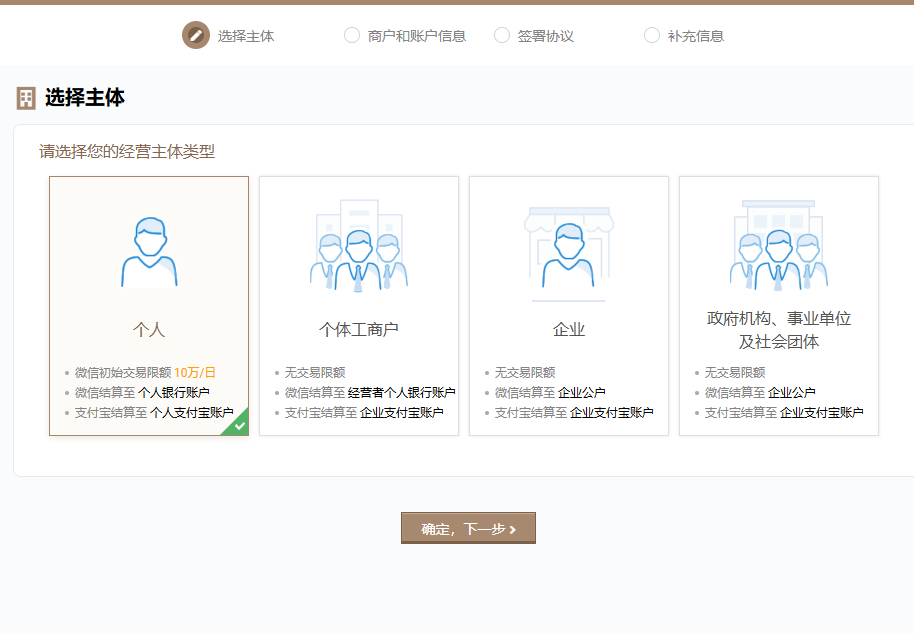 选择主体
商户和账户信息
签署协议
补充信息
选择主体
请选择您的经营主体类型
个人
微信初始交易限额 10万/日
微信结算至 个人银行账户
支付宝结算至 个人支付宝账户
个体工商户
无交易限额
微信结算至 经营者个人银行账户
支付宝结算至 企业支付宝账户
企业
无交易限额
微信结算至 企业公户
支付宝结算至 企业支付宝账户
政府机构、事业单位
及社会团体
无交易限额
微信结算至 企业公户
支付宝结算至 企业支付宝账户
确定，下一步